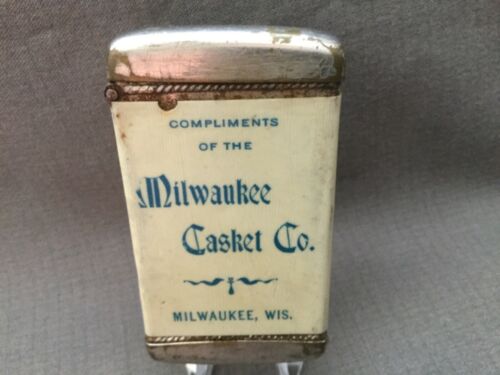 COMPLIMENTS
OF THE
Milwaukee
Casket Co.
MILWAUKEE, WIS.